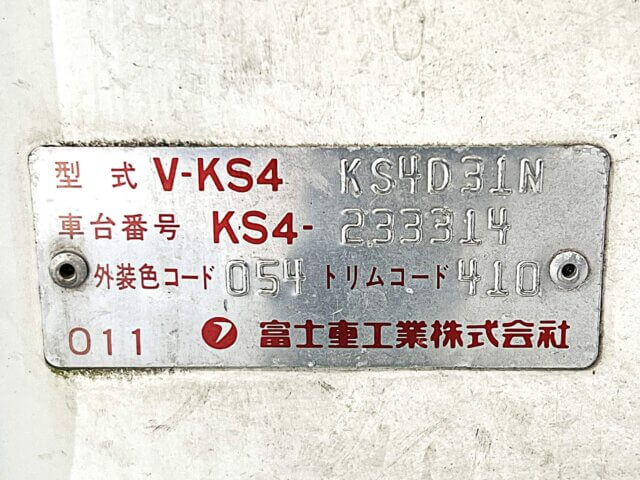 型式 V-KS4 KS4D31N
車台番号 KS4-233314
外装色コード 054 トリムコード 410
011 富士重工業株式会社